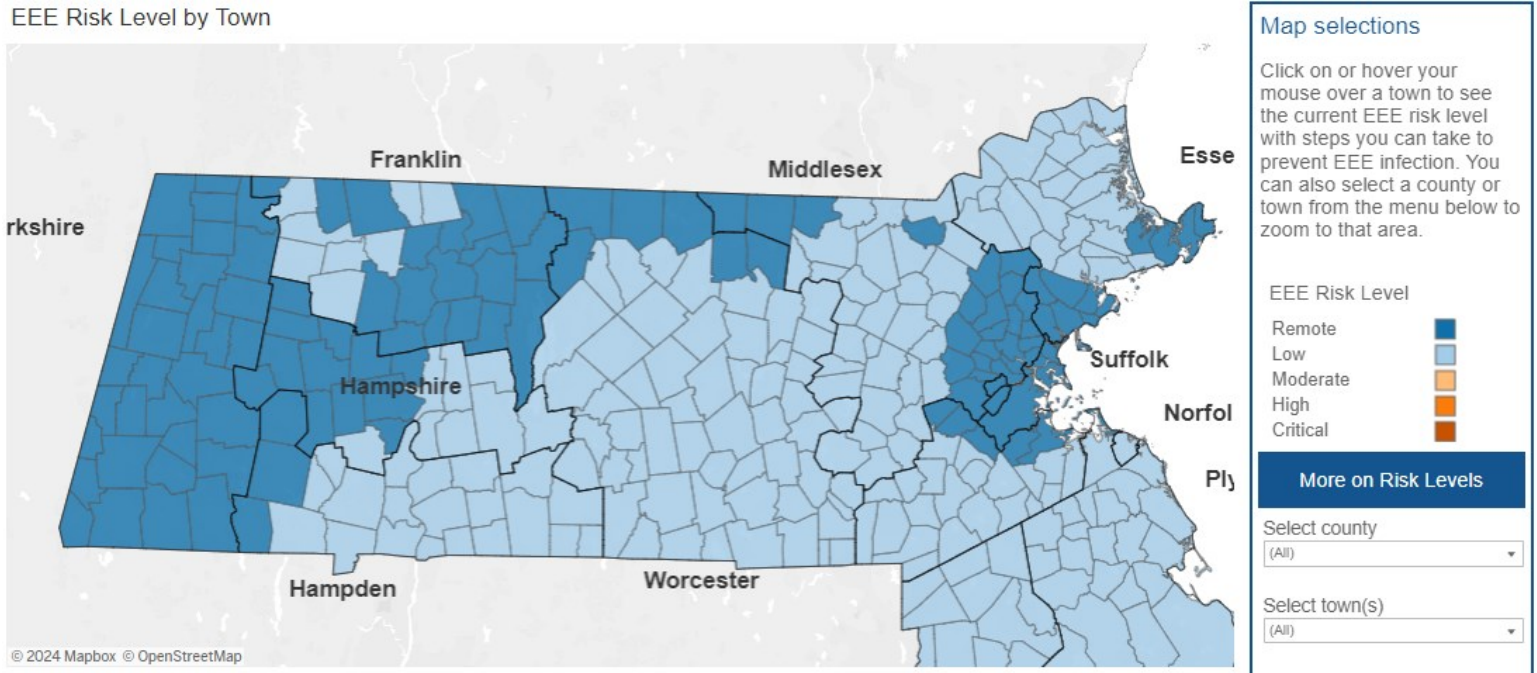 EEE Risk Level by Town
Franklin
Middlesex
Esse
rkshire
Suffolk
Hampshire
Norfol
Ply
Hampden
Worcester
© 2024 Mapbox © OpenStreetMap
Map selections
Click on or hover your
mouse over a town to see
the current EEE risk level
with steps you can take to
prevent EEE infection. You
can also select a county or
town from the menu below to
zoom to that area.
EEE Risk Level
Remote
Low
Moderate
High
Critical
More on Risk Levels
Select county
(All)
Select town(s)
(All)